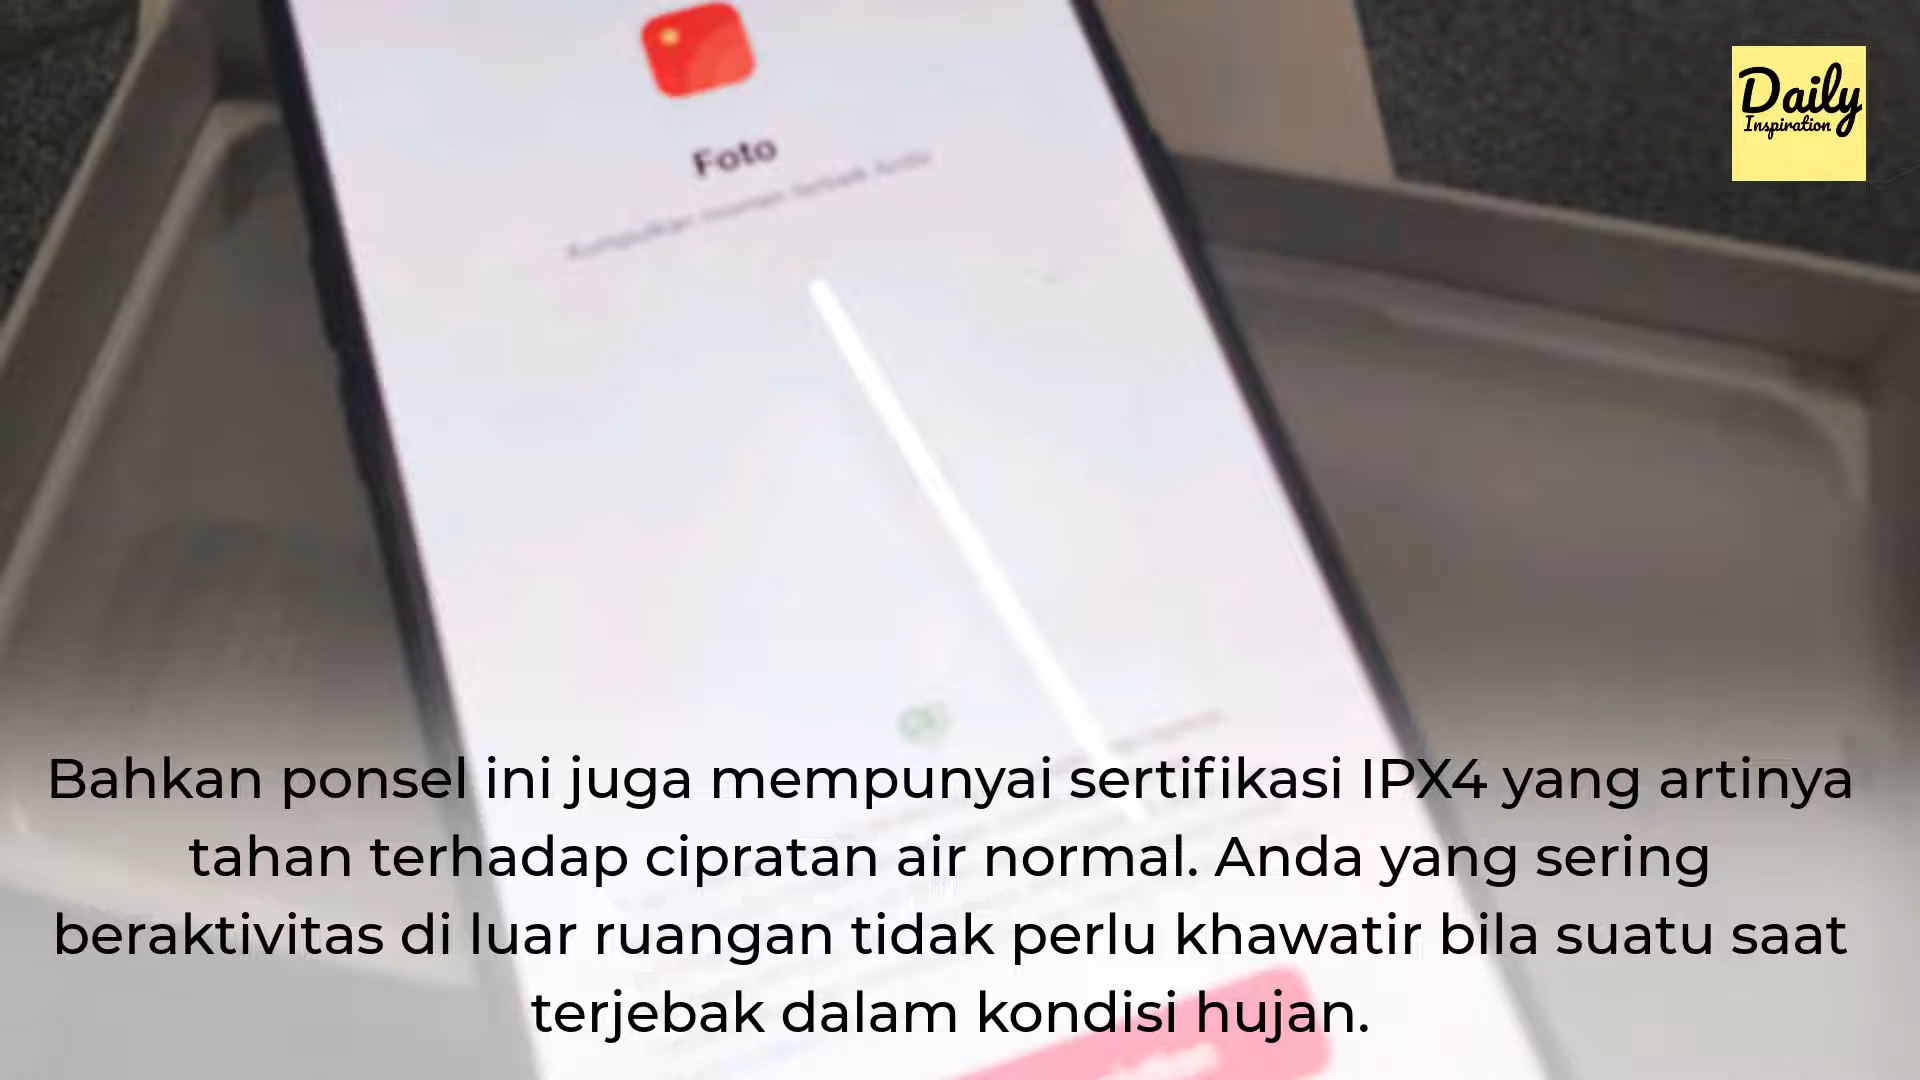 Daily
Inspiration
Foto
Bahkan ponsel ini juga mempunyai sertifikasi IPX4 yang artinya
tahan terhadap cipratan air normal. Anda yang sering
beraktivitas di luar ruangan tidak perlu khawatir bila suatu saat
terjebak dalam kondisi hujan.